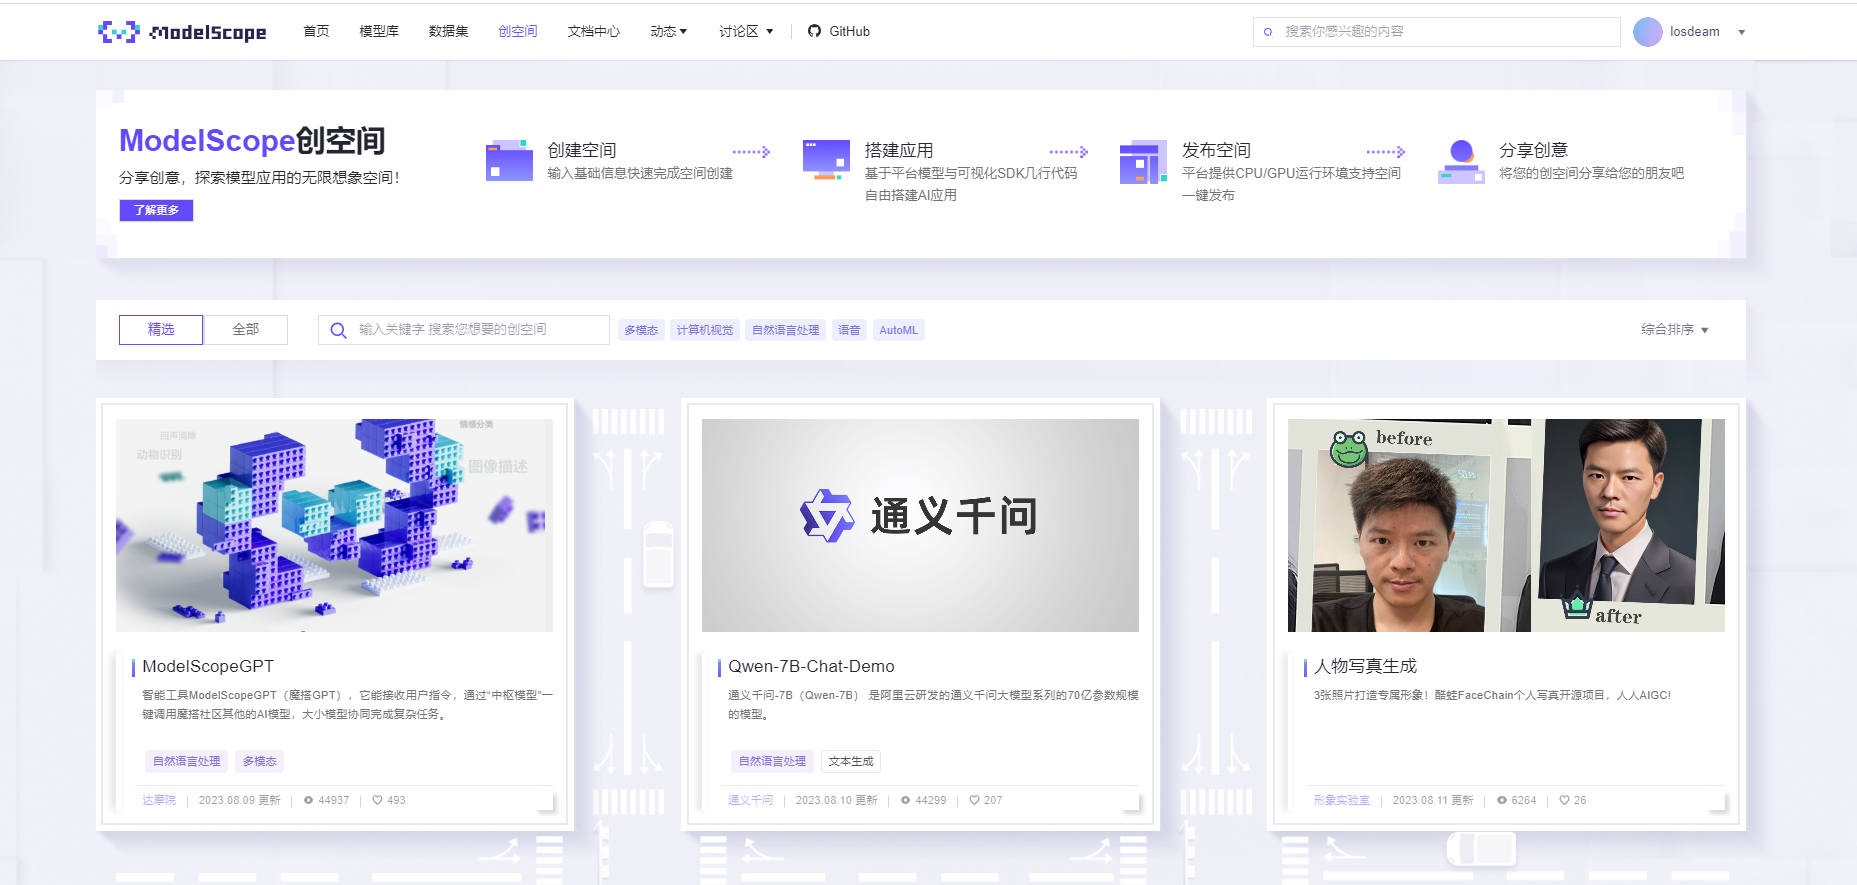 ModelScope 首页 模型库 数据集 创空间 文档中心 动态 讨论区 GitHub 搜索你感兴趣的内容 losdeam
ModelScope创空间
分享创意，探索模型应用的无限想象空间！
了解更多
创建空间
输入基础信息快速完成空间创建
搭建应用
基于平台模型与可视化SDK几行代码
自由搭建AI应用
发布空间
平台提供CPU/GPU运行环境支持空间
一键发布
分享创意
将您的创空间分享给您的朋友吧
精选 全部 输入关键字 搜索您想要的创空间 多模态 计算机视觉 自然语言处理 语音 AutoML 综合排序
情感分类
回声消除
动物识别
图像描述
ModelScopeGPT
智能工具ModelScopeGPT（魔搭GPT），它能接收用户指令，通过“中枢模型”一
键调用魔搭社区其他的AI模型，大小模型协同完成复杂任务。
自然语言处理 多模态
达摩院 2023.08.09 更新 44937 493
通义千问
Qwen-7B-Chat-Demo
通义千问-7B（Qwen-7B） 是阿里云研发的通义千问大模型系列的70亿参数规模
的模型。
自然语言处理 文本生成
通义千问 2023.08.10 更新 44299 207
before
after
人物写真生成
3张照片打造专属形象！酷蛙FaceChain个人写真开源项目，人人AIGC!
形象实验室 2023.08.11 更新 6264 26